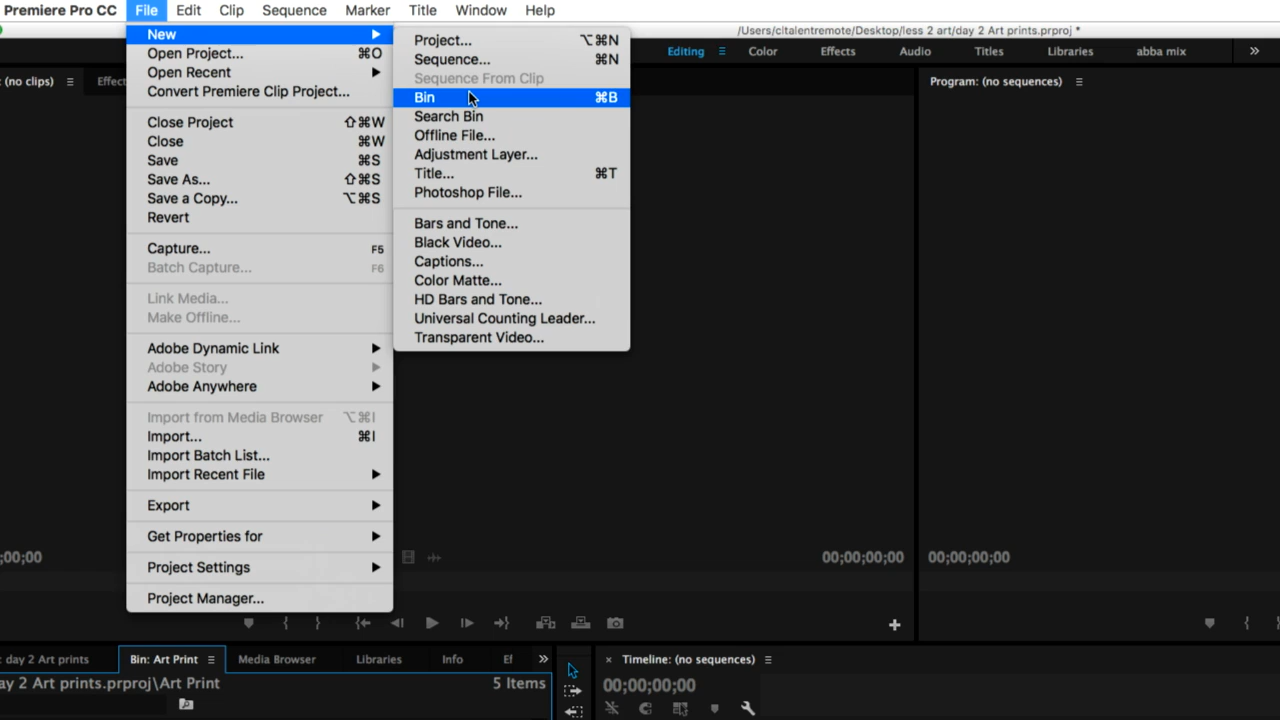 Premiere Pro CC File Edit Clip Sequence Marker Title Window Help
/Users/cltalentremote/Desktop/less 2 art/day 2 Art prints.prproj *
Editing Color Effects Audio Titles Libraries abba mix
(no clips) Effect
Program: (no sequences)
New
Open Project... ⌘O
Open Recent
Convert Premiere Clip Project...
Close Project ⇧⌘W
Close ⌘W
Save ⌘S
Save As... ⇧⌘S
Save a Copy... ⌥⌘S
Revert
Capture... F5
Batch Capture... F6
Link Media...
Make Offline...
Adobe Dynamic Link
Adobe Story
Adobe Anywhere
Import from Media Browser ⌥⌘I
Import... ⌘I
Import Batch List...
Import Recent File
Export
Get Properties for
Project Settings
Project Manager...
Project... ⌥⌘N
Sequence... ⌘N
Sequence From Clip
Bin ⌘B
Search Bin
Offline File...
Adjustment Layer...
Title... ⌘T
Photoshop File...
Bars and Tone...
Black Video...
Captions...
Color Matte...
HD Bars and Tone...
Universal Counting Leader...
Transparent Video...
;00;00 00;00;00;00 00;00;00;00
: day 2 Art prints Bin: Art Print Media Browser Libraries Info Ef
ay 2 Art prints.prproj\Art Print 5 Items
× Timeline: (no sequences)
00;00;00;00